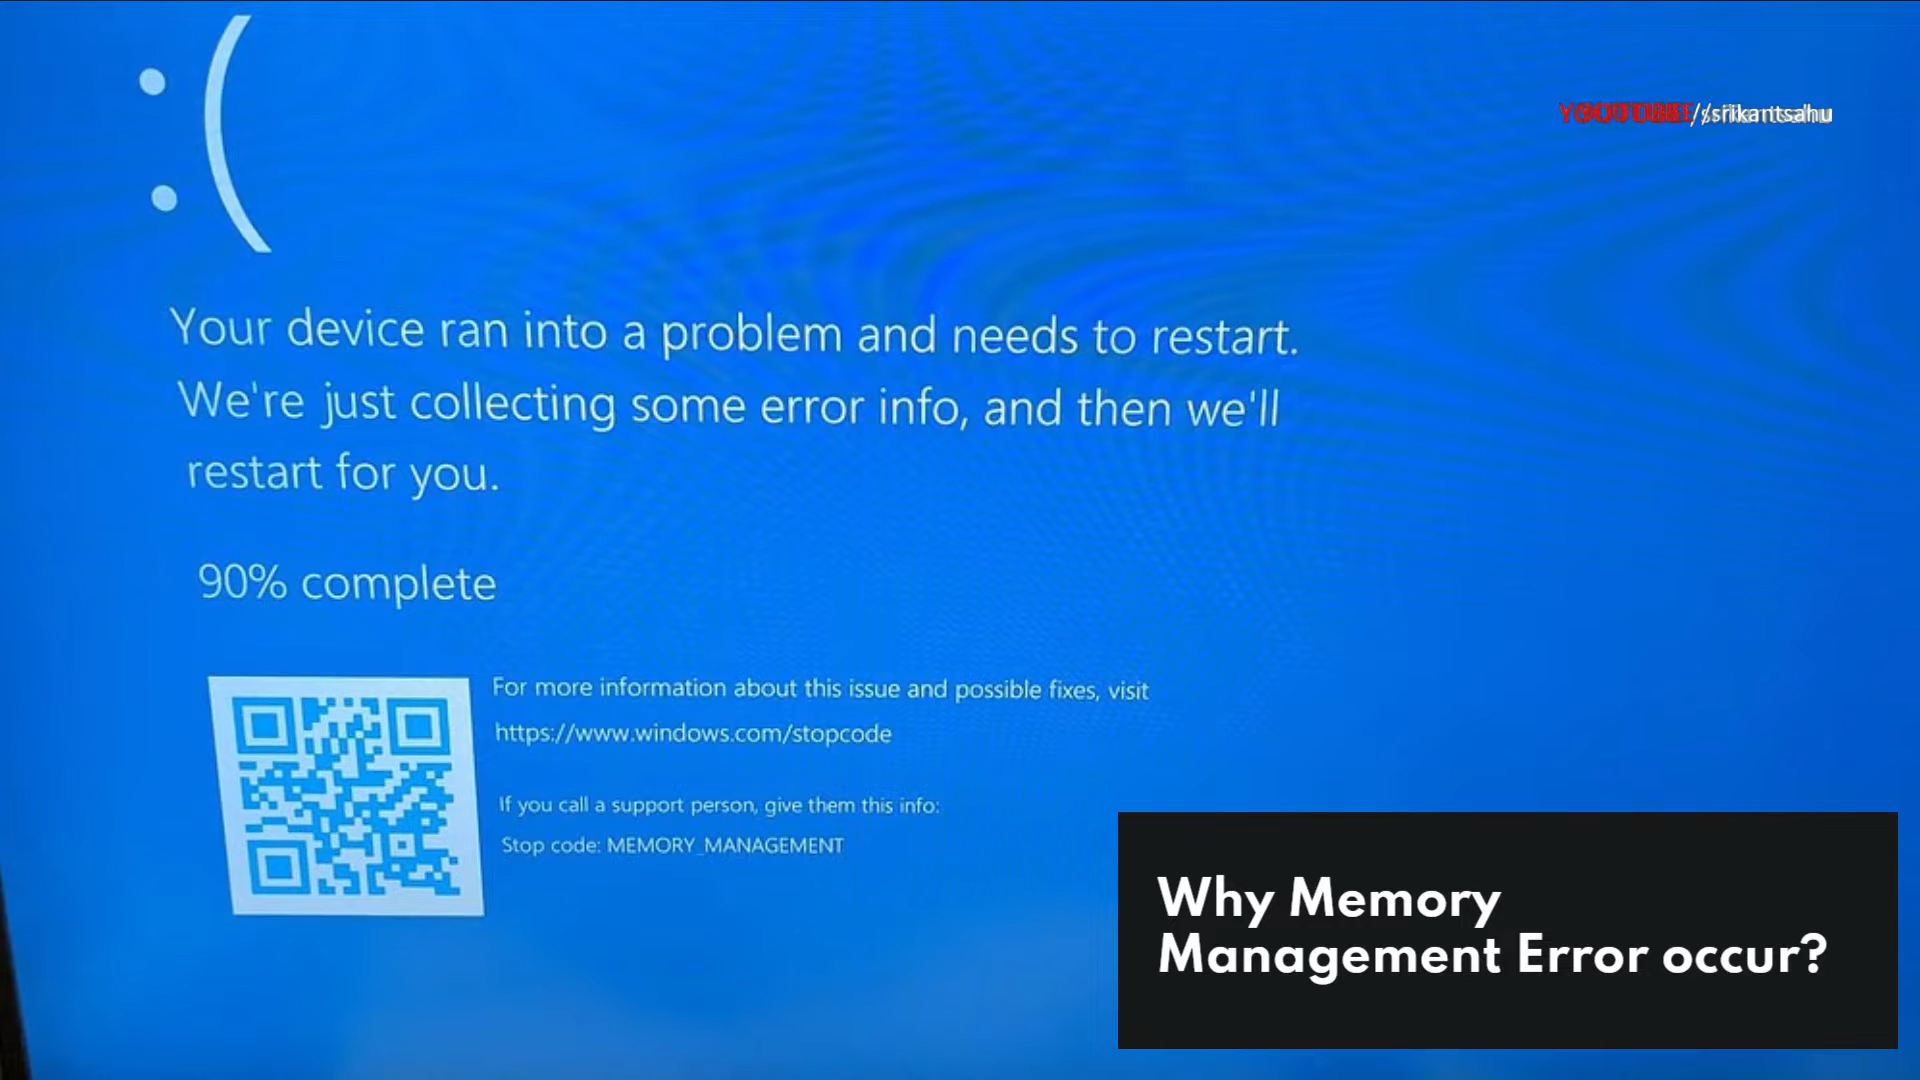 :(
YOUTUBE//srikantsahu
Your device ran into a problem and needs to restart.
We're just collecting some error info, and then we'll
restart for you.
90% complete
For more information about this issue and possible fixes, visit
https://www.windows.com/stopcode
If you call a support person, give them this info:
Stop code: MEMORY_MANAGEMENT
Why Memory
Management Error occur?